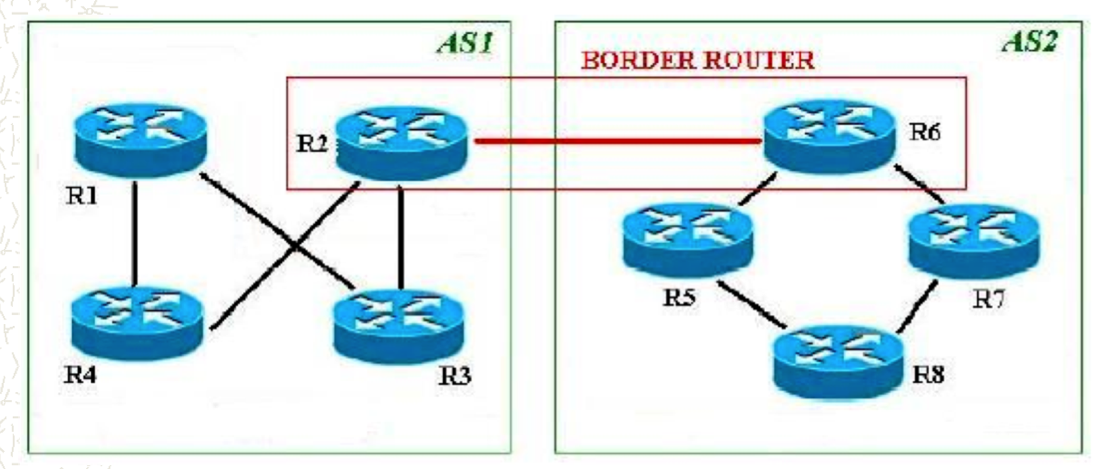 AS1
AS2
BORDER ROUTER
R2
R6
R1
R5
R7
R4
R3
R8